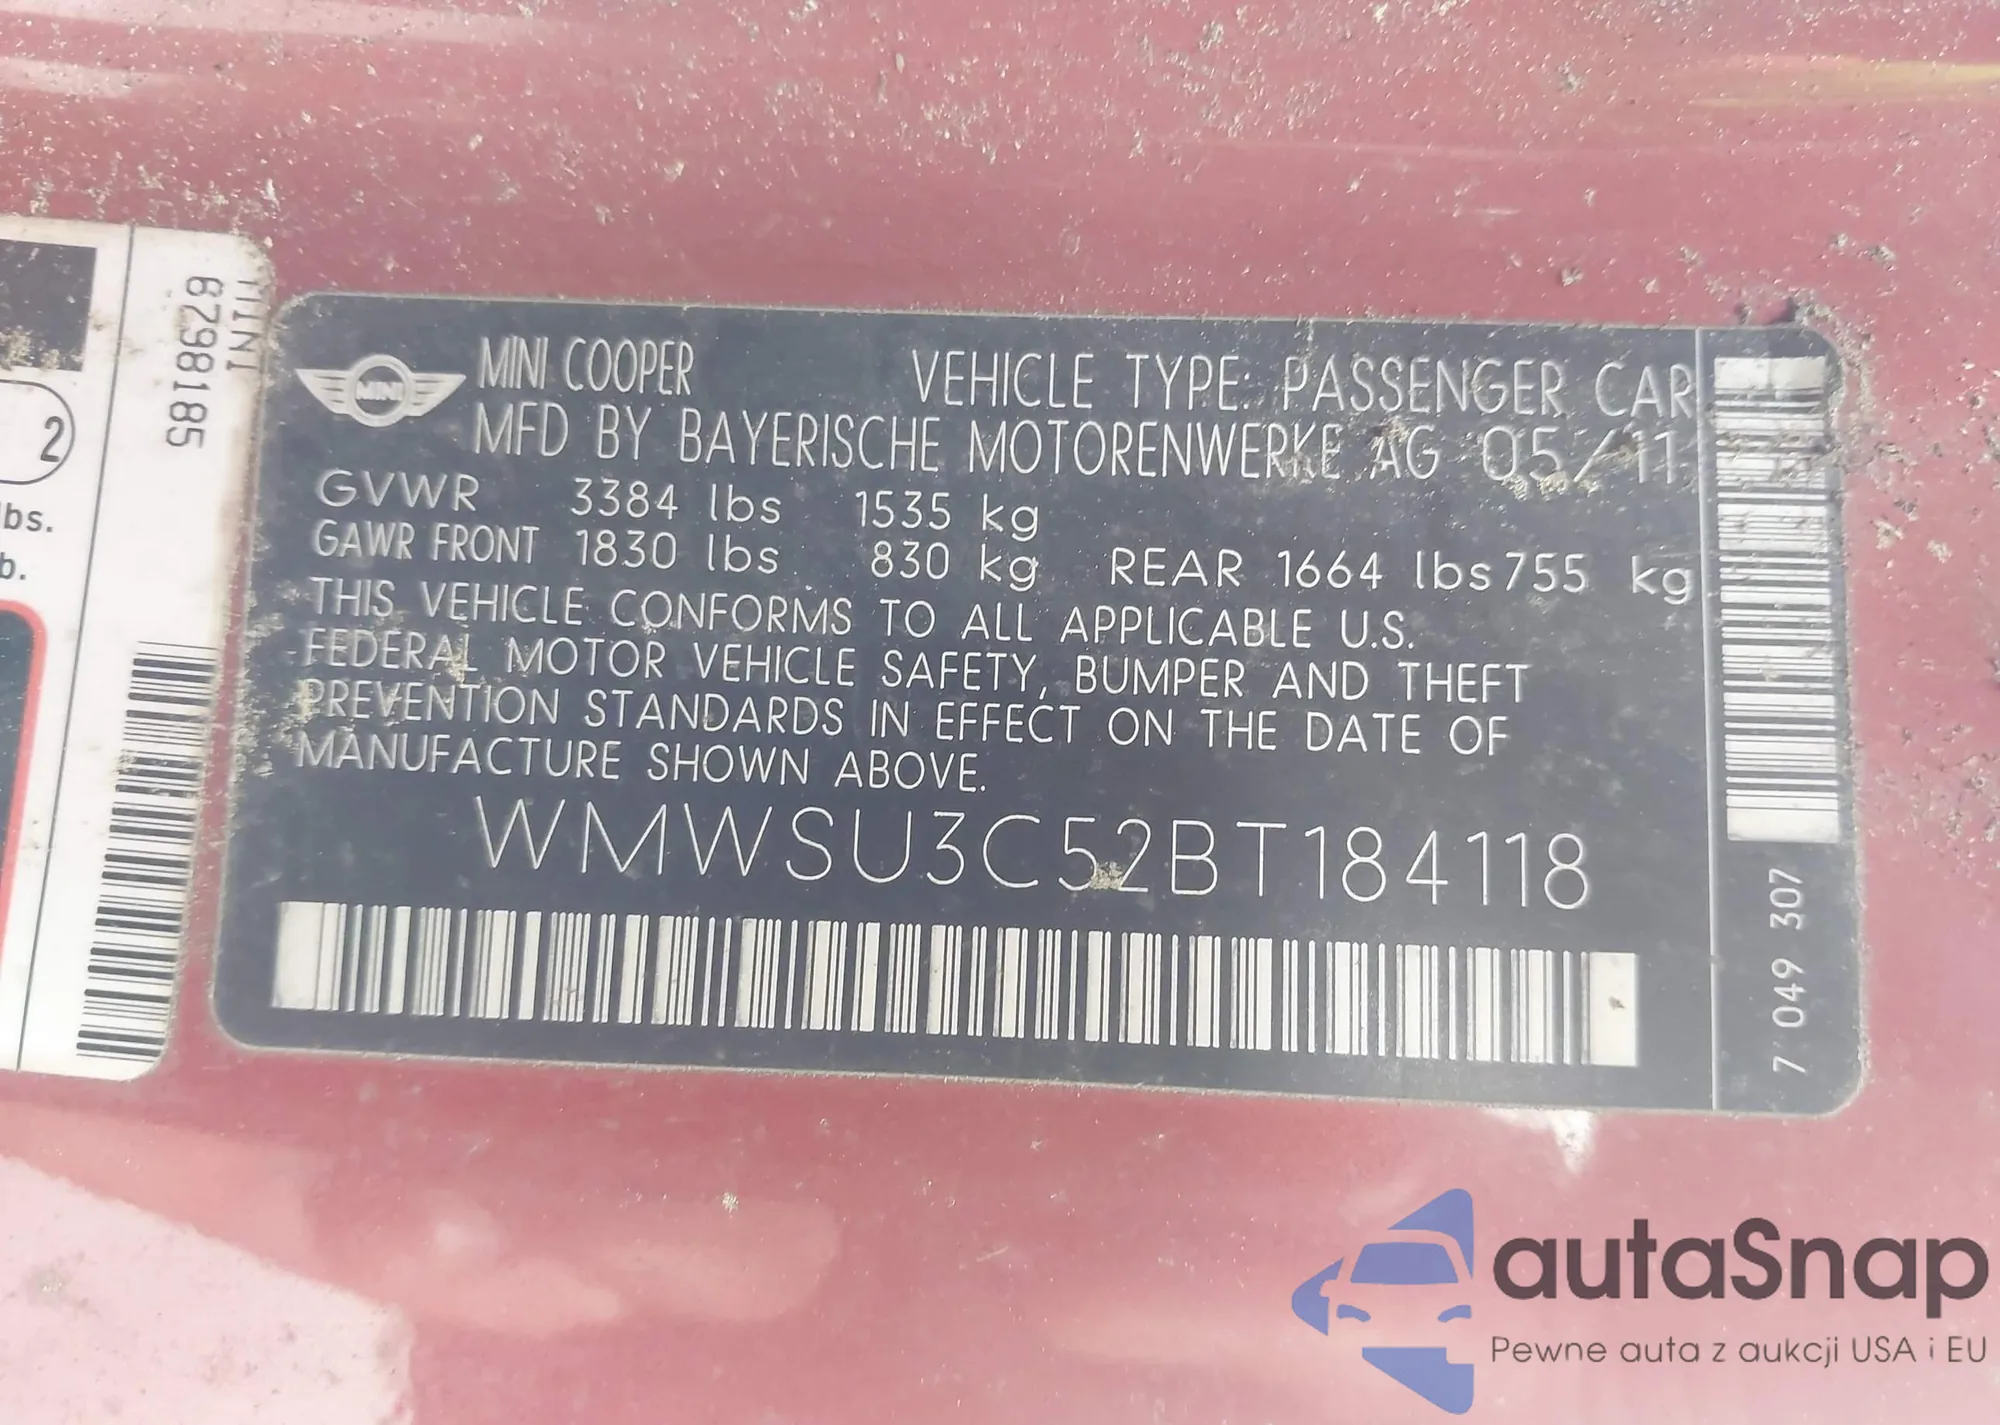 MINI
6798185
2
lbs.
b.
MINI
MINI COOPER VEHICLE TYPE: PASSENGER CAR
MFD BY BAYERISCHE MOTORENWERKE AG 05/11
GVWR 3384 lbs 1535 kg
GAWR FRONT 1830 lbs 830 kg REAR 1664 lbs 755 kg
THIS VEHICLE CONFORMS TO ALL APPLICABLE U.S.
FEDERAL MOTOR VEHICLE SAFETY, BUMPER AND THEFT
PREVENTION STANDARDS IN EFFECT ON THE DATE OF
MANUFACTURE SHOWN ABOVE.
WMWSU3C52BT184118
7 049 307
autaSnap
Pewne auta z aukcji USA i EU